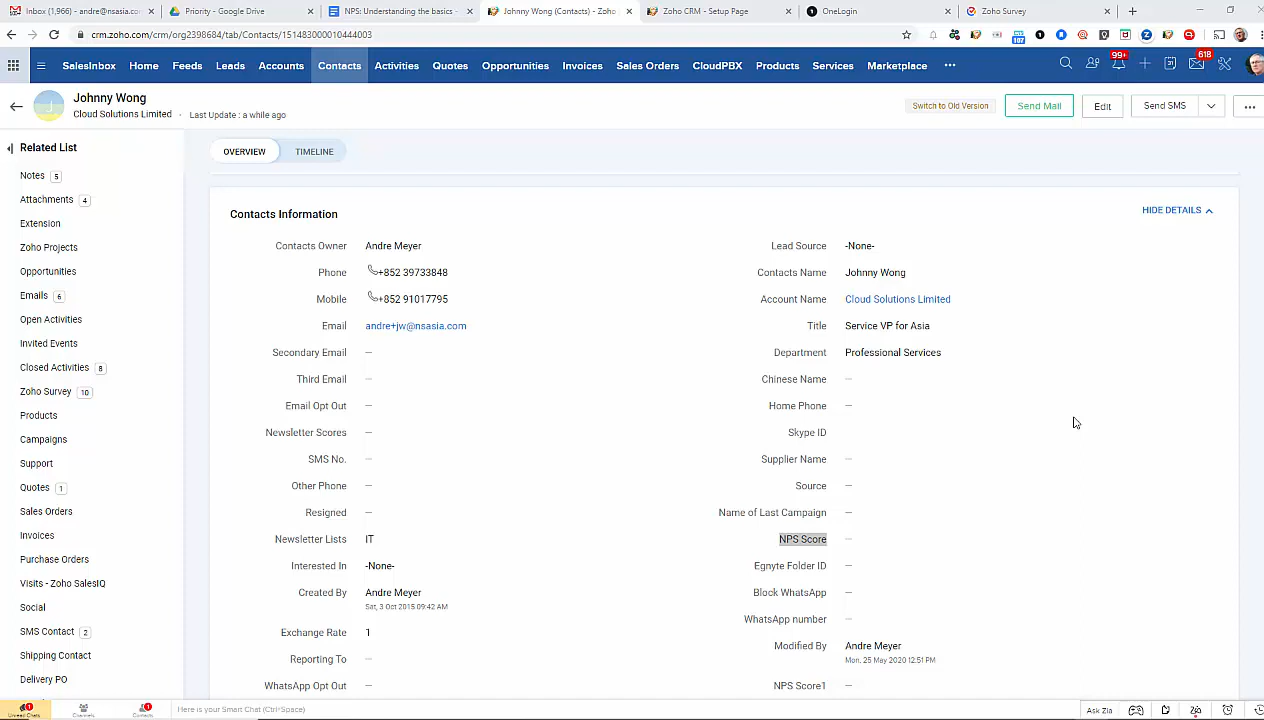 Inbox (1,966) - andre@nsasia.co
Priority - Google Drive
NPS: Understanding the basics -
Johnny Wong (Contacts) - Zoho
Zoho CRM - Setup Page
OneLogin
Zoho Survey
crm.zoho.com/crm/org2398684/tab/Contacts/151483000010444003
SalesInbox Home Feeds Leads Accounts Contacts Activities Quotes Opportunities Invoices Sales Orders CloudPBX Products Services Marketplace
99+
618
Johnny Wong
Cloud Solutions Limited
Last Update : a while ago
Switch to Old Version
Send Mail
Edit
Send SMS
Related List
Notes 5
Attachments 4
Extension
Zoho Projects
Opportunities
Emails 6
Open Activities
Invited Events
Closed Activities 8
Zoho Survey 10
Products
Campaigns
Support
Quotes 1
Sales Orders
Invoices
Purchase Orders
Visits - Zoho SalesIQ
Social
SMS Contact 2
Shipping Contact
Delivery PO
OVERVIEW
TIMELINE
Contacts Information
HIDE DETAILS
Contacts Owner Andre Meyer
Phone +852 39733848
Mobile +852 91017795
Email andre+jw@nsasia.com
Secondary Email —
Third Email —
Email Opt Out —
Newsletter Scores —
SMS No. —
Other Phone —
Resigned —
Newsletter Lists IT
Interested In -None-
Created By Andre Meyer
Sat, 3 Oct 2015 09:42 AM
Exchange Rate 1
Reporting To —
WhatsApp Opt Out —
Lead Source -None-
Contacts Name Johnny Wong
Account Name Cloud Solutions Limited
Title Service VP for Asia
Department Professional Services
Chinese Name —
Home Phone —
Skype ID
Supplier Name —
Source —
Name of Last Campaign —
NPS Score —
Egnyte Folder ID —
Block WhatsApp —
WhatsApp number —
Modified By Andre Meyer
Mon, 25 May 2020 12:51 PM
NPS Score1 —
Unread Chats
Channels
Contacts
Here is your Smart Chat (Ctrl+Space)
Ask Zia